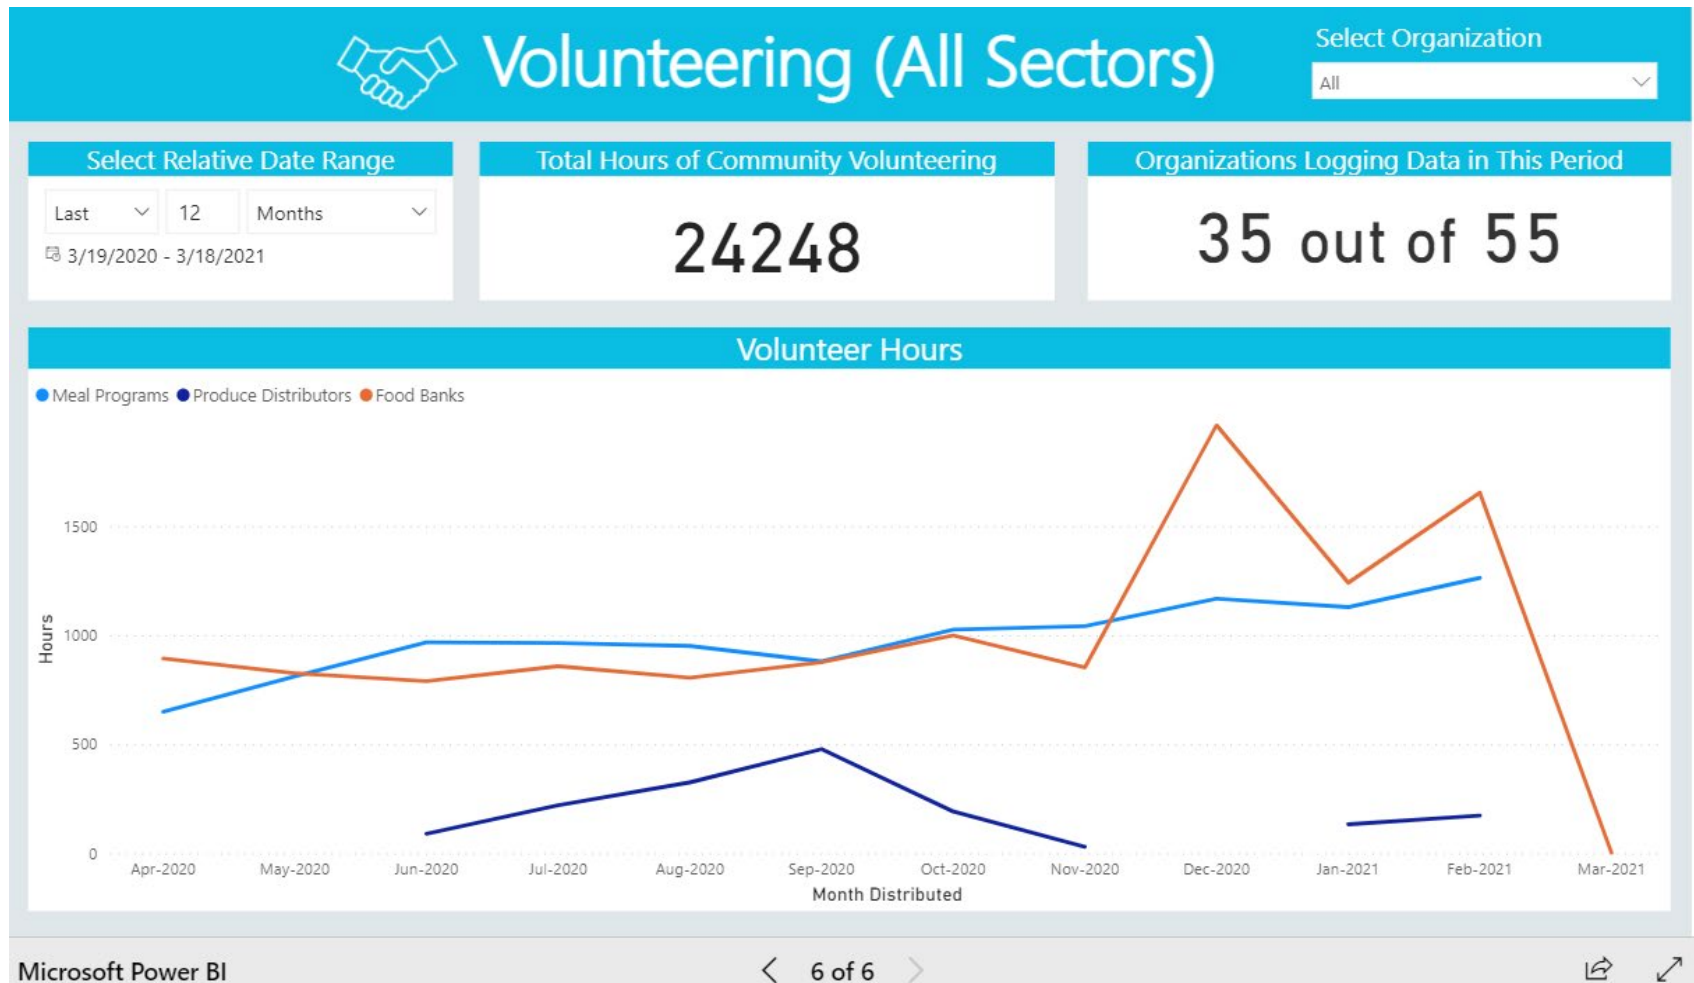 Volunteering (All Sectors)
Select Organization
All
Select Relative Date Range
Last 12 Months
3/19/2020 - 3/18/2021
Total Hours of Community Volunteering
24248
Organizations Logging Data in This Period
35 out of 55
Volunteer Hours
Meal Programs Produce Distributors Food Banks
1500
1000
500
0
Hours
Apr-2020 May-2020 Jun-2020 Jul-2020 Aug-2020 Sep-2020 Oct-2020 Nov-2020 Dec-2020 Jan-2021 Feb-2021 Mar-2021
Month Distributed
Microsoft Power BI
6 of 6